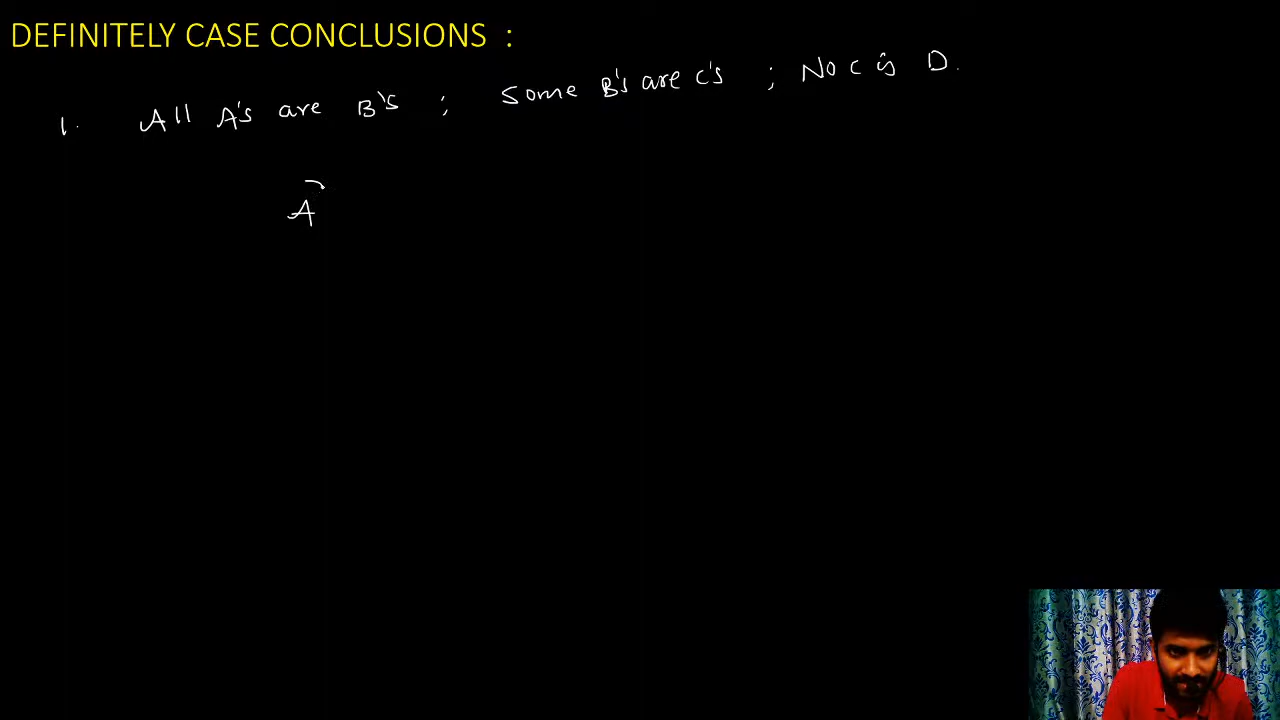 DEFINITELY CASE CONCLUSIONS :
1. All A's are B's ; Some B's are C's ; No C is D.
A